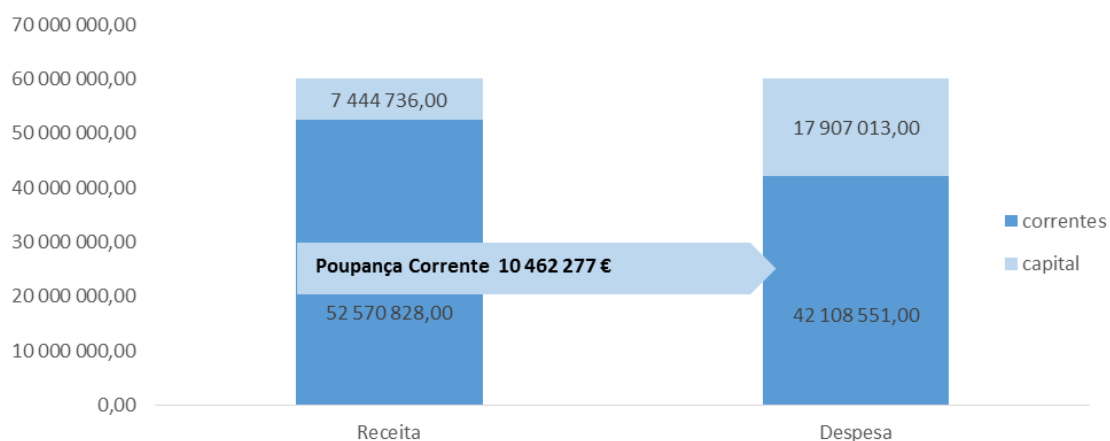 70 000 000,00
60 000 000,00
50 000 000,00
40 000 000,00
30 000 000,00
20 000 000,00
10 000 000,00
0,00
7 444 736,00
17 907 013,00
Poupança Corrente 10 462 277 €
52 570 828,00
42 108 551,00
correntes
capital
Receita
Despesa